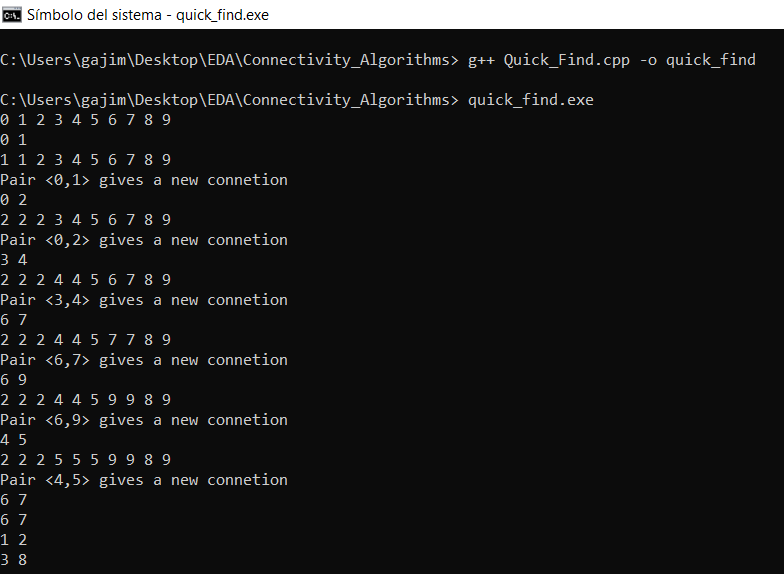 Símbolo del sistema - quick_find.exe
C:\Users\gajim\Desktop\EDA\Connectivity_Algorithms> g++ Quick_Find.cpp -o quick_find
C:\Users\gajim\Desktop\EDA\Connectivity_Algorithms> quick_find.exe
0 1 2 3 4 5 6 7 8 9
0 1
1 1 2 3 4 5 6 7 8 9
Pair <0,1> gives a new connetion
0 2
2 2 2 3 4 5 6 7 8 9
Pair <0,2> gives a new connetion
3 4
2 2 2 4 4 5 6 7 8 9
Pair <3,4> gives a new connetion
6 7
2 2 2 4 4 5 7 7 8 9
Pair <6,7> gives a new connetion
6 9
2 2 2 4 4 5 9 9 8 9
Pair <6,9> gives a new connetion
4 5
2 2 2 5 5 5 9 9 8 9
Pair <4,5> gives a new connetion
6 7
6 7
1 2
3 8